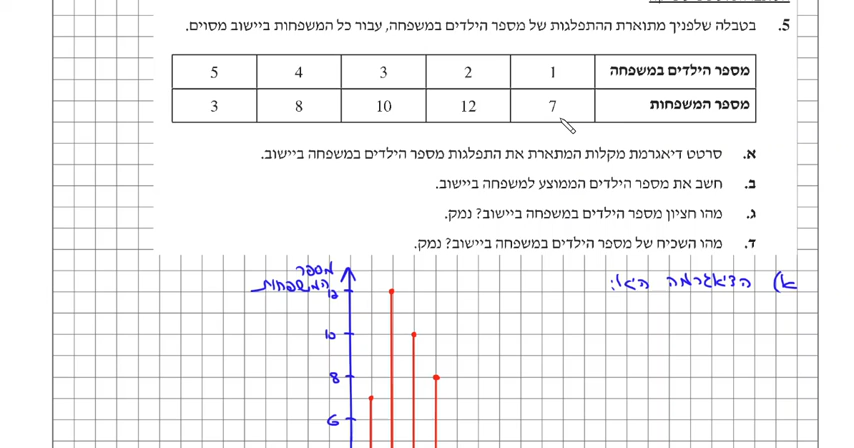 5. בטבלה שלפניך מתוארת ההתפלגות של מספר הילדים במשפחה, עבור כל המשפחות ביישוב מסוים.
מספר הילדים במשפחה 1 2 3 4 5
מספר המשפחות 7 12 10 8 3
א. סרטט דיאגרמת מקלות המתארת את התפלגות מספר הילדים במשפחה ביישוב.
ב. חשב את מספר הילדים הממוצע למשפחה ביישוב.
ג. מהו חציון מספר הילדים במשפחה ביישוב? נמק.
ד. מהו השכיח של מספר הילדים במשפחה ביישוב? נמק.
א) הדיאגרמה היא:
מספר
המשפחות
12
10
8
6